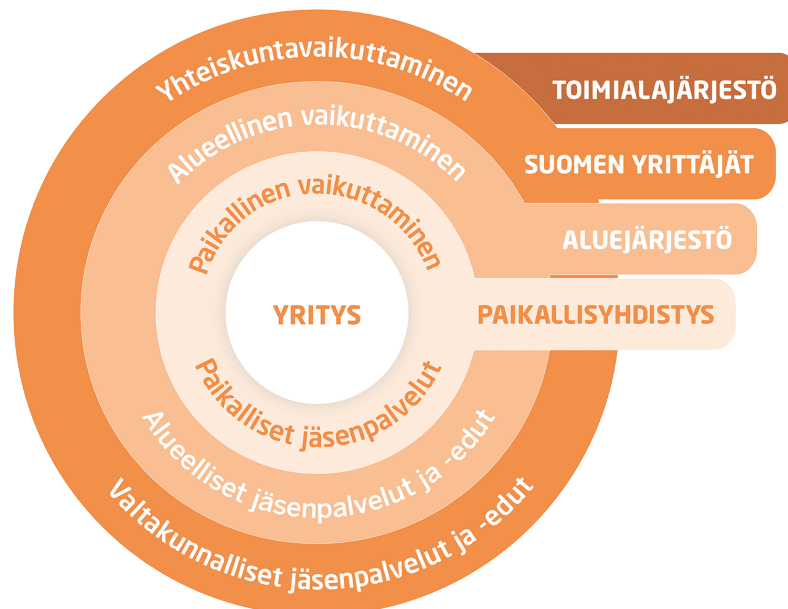 Yhteiskuntavaikuttaminen
TOIMIALAJÄRJESTÖ
Alueellinen vaikuttaminen
SUOMEN YRITTÄJÄT
Paikallinen vaikuttaminen
ALUEJÄRJESTÖ
YRITYS
PAIKALLISYHDISTYS
Paikalliset jäsenpalvelut
Alueelliset jäsenpalvelut ja -edut
Valtakunnalliset jäsenpalvelut ja -edut